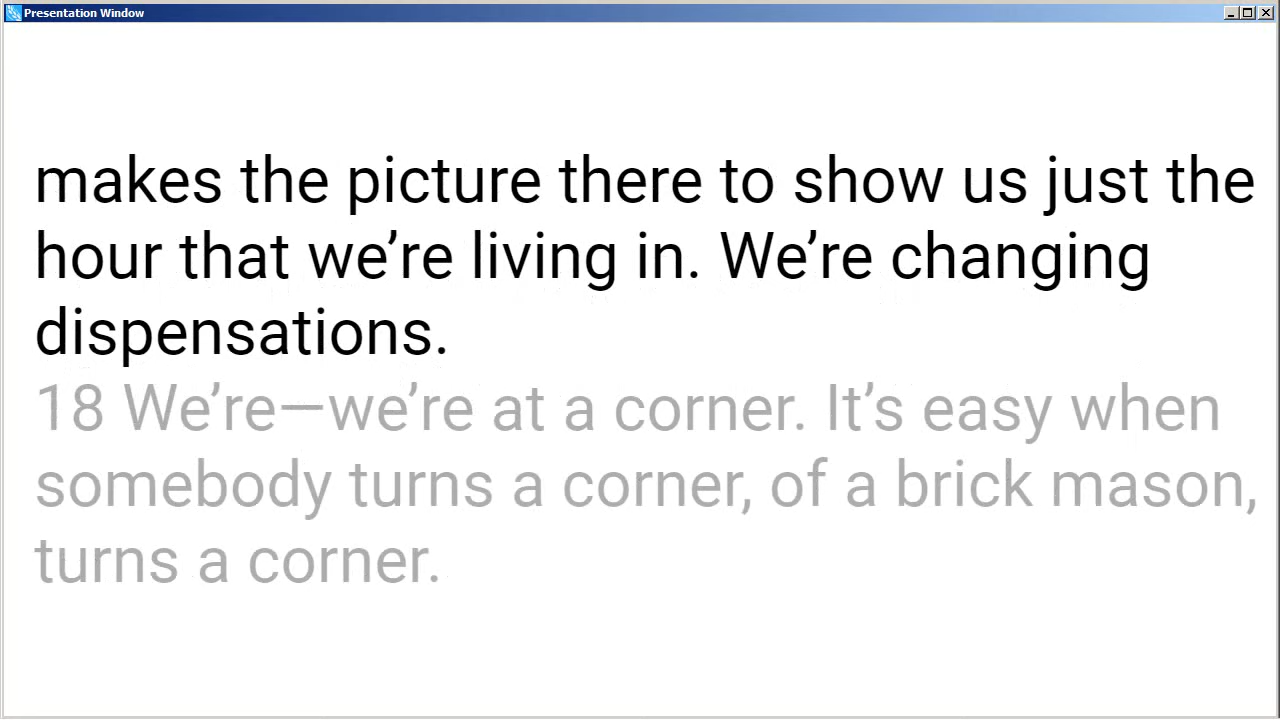 Presentation Window
makes the picture there to show us just the
hour that we’re living in. We’re changing
dispensations.
18 We’re—we’re at a corner. It’s easy when
somebody turns a corner, of a brick mason,
turns a corner.